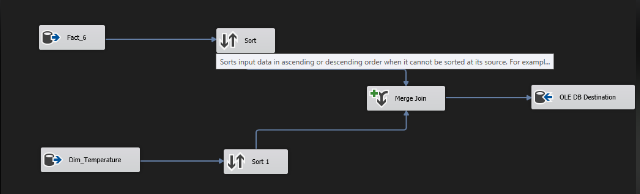 Fact_6
Sort
Sorts input data in ascending or descending order when it cannot be sorted at its source. For exampl...
Merge Join
OLE DB Destination
Dim_Temperature
Sort 1